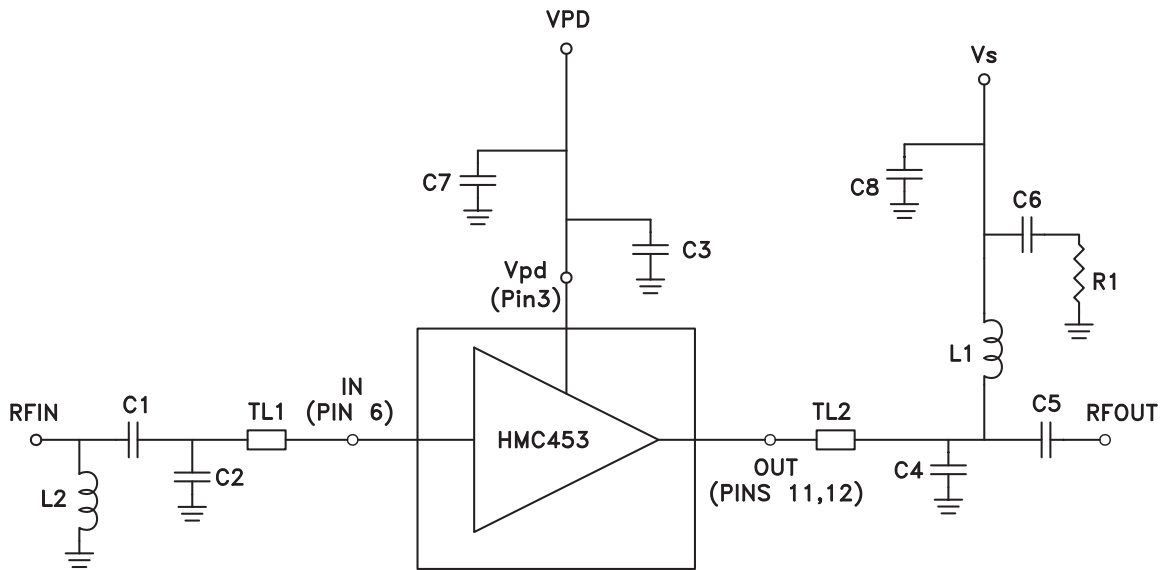 VPD
Vs
C7
C8
C6
C3
Vpd
(Pin3)
R1
L1
RFIN
C1
TL1
IN
(PIN 6)
HMC453
TL2
C5
RFOUT
L2
C2
OUT
(PINS 11,12)
C4